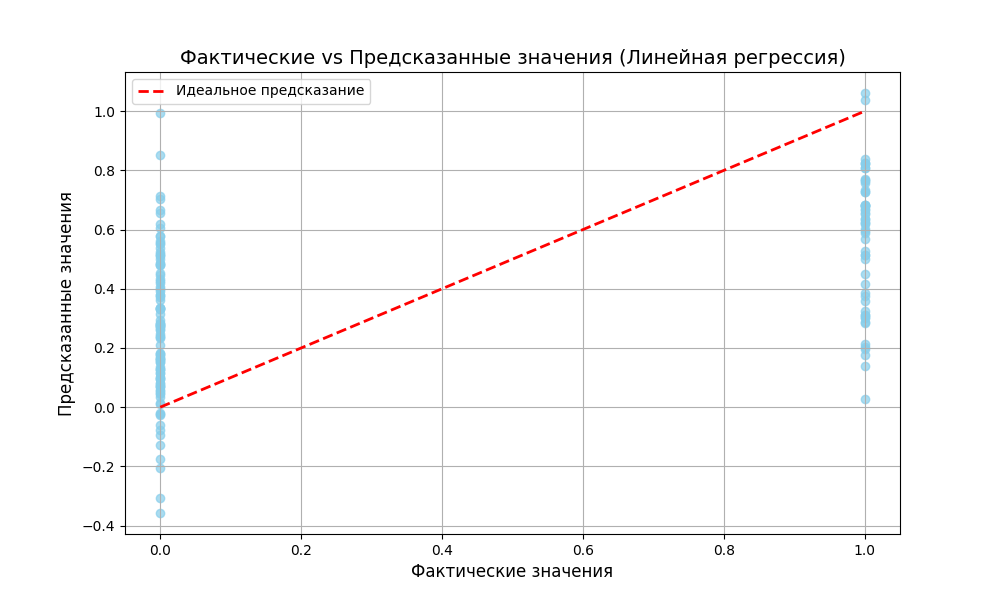 Фактические vs Предсказанные значения (Линейная регрессия)
Идеальное предсказание
Предсказанные значения
1.0
0.8
0.6
0.4
0.2
0.0
−0.2
−0.4
0.0 0.2 0.4 0.6 0.8 1.0
Фактические значения